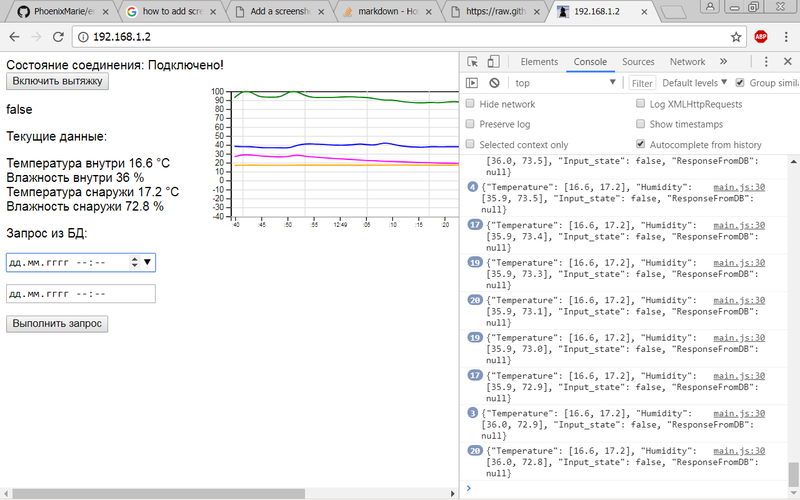 PhoenixMarie/er
how to add scre
Add a screensho
markdown - Ho
https://raw.gith
192.168.1.2
192.168.1.2
ABP
Состояние соединения: Подключено!
Включить вытяжку
false
Текущие данные:
Температура внутри 16.6 °C
Влажность внутри 36 %
Температура снаружи 17.2 °C
Влажность снаружи 72.8 %
Запрос из БД:
дд.мм.гггг --:--
дд.мм.гггг --:--
Выполнить запрос
100
90
80
70
60
50
40
30
20
10
0
-10
-20
-30
-40
:40
:45
:50
:55
12:49
:05
:10
:15
:20
Elements
Console
Sources
Network
»
top
Filter
Default levels
Group simila
Hide network
Log XMLHttpRequests
Preserve log
Show timestamps
Selected context only
Autocomplete from history
[36.0, 73.5], "Input_state": false, "ResponseFromDB":
null}
4 {"Temperature": [16.6, 17.2], "Humidity": main.js:30
[35.9, 73.5], "Input_state": false, "ResponseFromDB":
null}
17 {"Temperature": [16.6, 17.2], "Humidity": main.js:30
[35.9, 73.4], "Input_state": false, "ResponseFromDB":
null}
19 {"Temperature": [16.6, 17.2], "Humidity": main.js:30
[35.9, 73.3], "Input_state": false, "ResponseFromDB":
null}
20 {"Temperature": [16.6, 17.2], "Humidity": main.js:30
[35.9, 73.1], "Input_state": false, "ResponseFromDB":
null}
19 {"Temperature": [16.6, 17.2], "Humidity": main.js:30
[35.9, 73.0], "Input_state": false, "ResponseFromDB":
null}
17 {"Temperature": [16.6, 17.2], "Humidity": main.js:30
[35.9, 72.9], "Input_state": false, "ResponseFromDB":
null}
3 {"Temperature": [16.6, 17.2], "Humidity": main.js:30
[36.0, 72.9], "Input_state": false, "ResponseFromDB":
null}
20 {"Temperature": [16.6, 17.2], "Humidity": main.js:30
[36.0, 72.8], "Input_state": false, "ResponseFromDB":
null}